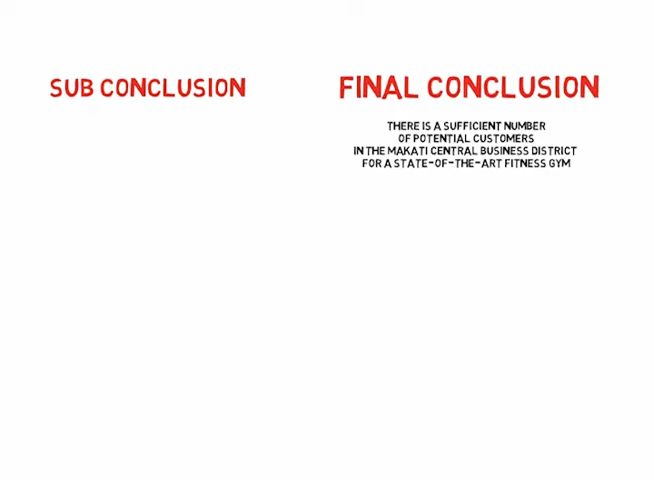 SUB CONCLUSION
FINAL CONCLUSION
THERE IS A SUFFICIENT NUMBER
OF POTENTIAL CUSTOMERS
IN THE MAKATI CENTRAL BUSINESS DISTRICT
FOR A STATE-OF-THE-ART FITNESS GYM